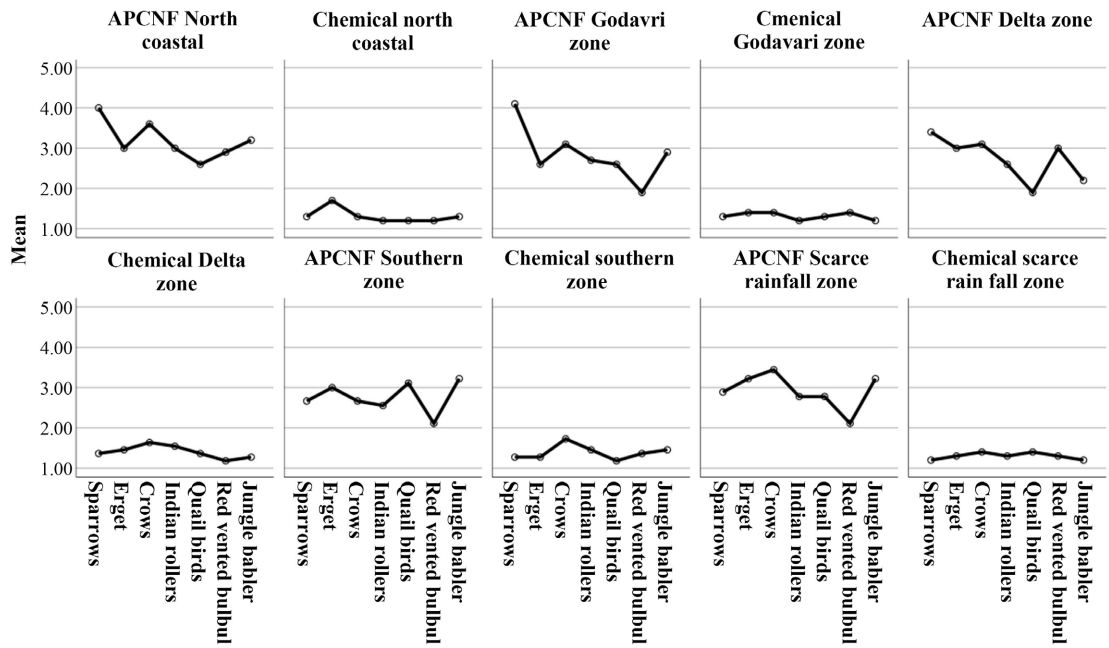 APCNF North
coastal
Chemical north
coastal
APCNF Godavri
zone
Cmenical
Godavari zone
APCNF Delta zone
5.00
4.00
3.00
2.00
1.00
Mean
Chemical Delta
zone
APCNF Southern
zone
Chemical southern
zone
APCNF Scarce
rainfall zone
Chemical scarce
rain fall zone
5.00
4.00
3.00
2.00
1.00
Sparrows
Erget
Crows
Indian rollers
Quail birds
Red vented bulbul
Jungle babler
Sparrows
Erget
Crows
Indian rollers
Quail birds
Red vented bulbul
Jungle babler
Sparrows
Erget
Crows
Indian rollers
Quail birds
Red vented bulbul
Jungle babler
Sparrows
Erget
Crows
Indian rollers
Quail birds
Red vented bulbul
Jungle babler
Sparrows
Erget
Crows
Indian rollers
Quail birds
Red vented bulbul
Jungle babler